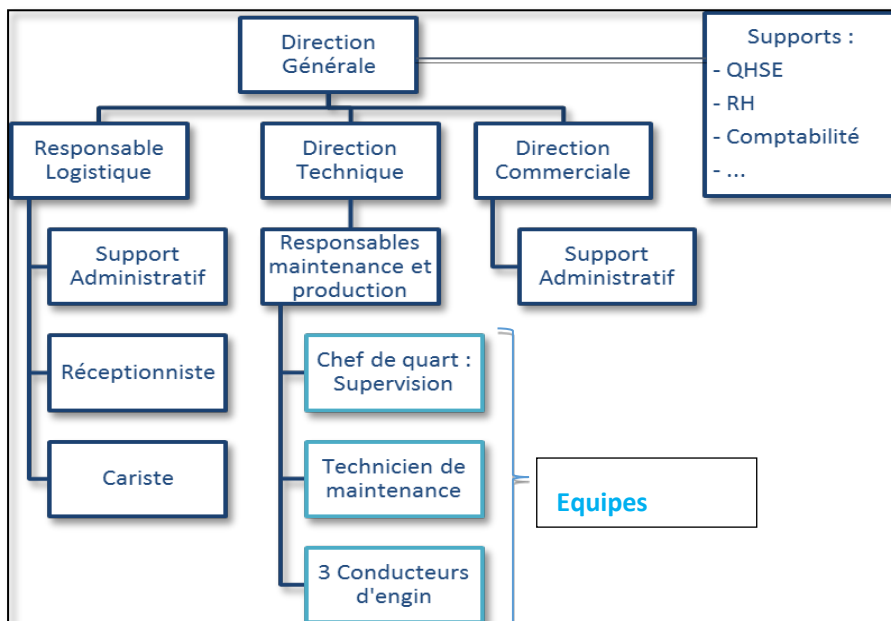 Direction
Générale
Supports :
- QHSE
- RH
- Comptabilité
- ...
Responsable
Logistique
Direction
Technique
Direction
Commerciale
Support
Administratif
Responsables
maintenance et
production
Support
Administratif
Réceptionniste
Chef de quart :
Supervision
Cariste
Technicien de
maintenance
Equipes
3 Conducteurs
d'engin